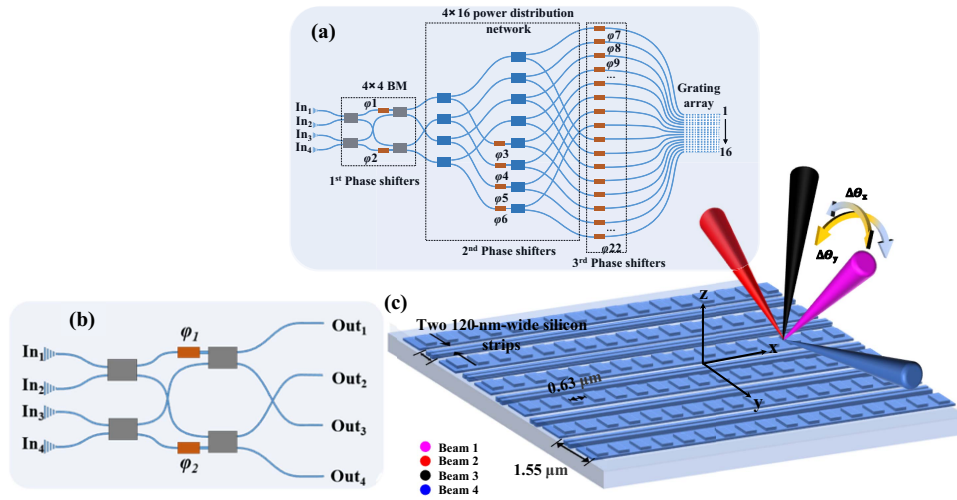 (a)
4×16 power distribution
network
4×4 BM
In1
In2
In3
In4
φ1
φ2
1st Phase shifters
φ3
φ4
φ5
φ6
2nd Phase shifters
φ7
φ8
φ9
...
...
φ22
3rd Phase shifters
Grating
array
1
16
(b)
In1
In2
In3
In4
φ1
φ2
Out1
Out2
Out3
Out4
(c)
Δθx
Δθy
Two 120-nm-wide silicon
strips
0.63 μm
1.55 μm
z
x
y
Beam 1
Beam 2
Beam 3
Beam 4